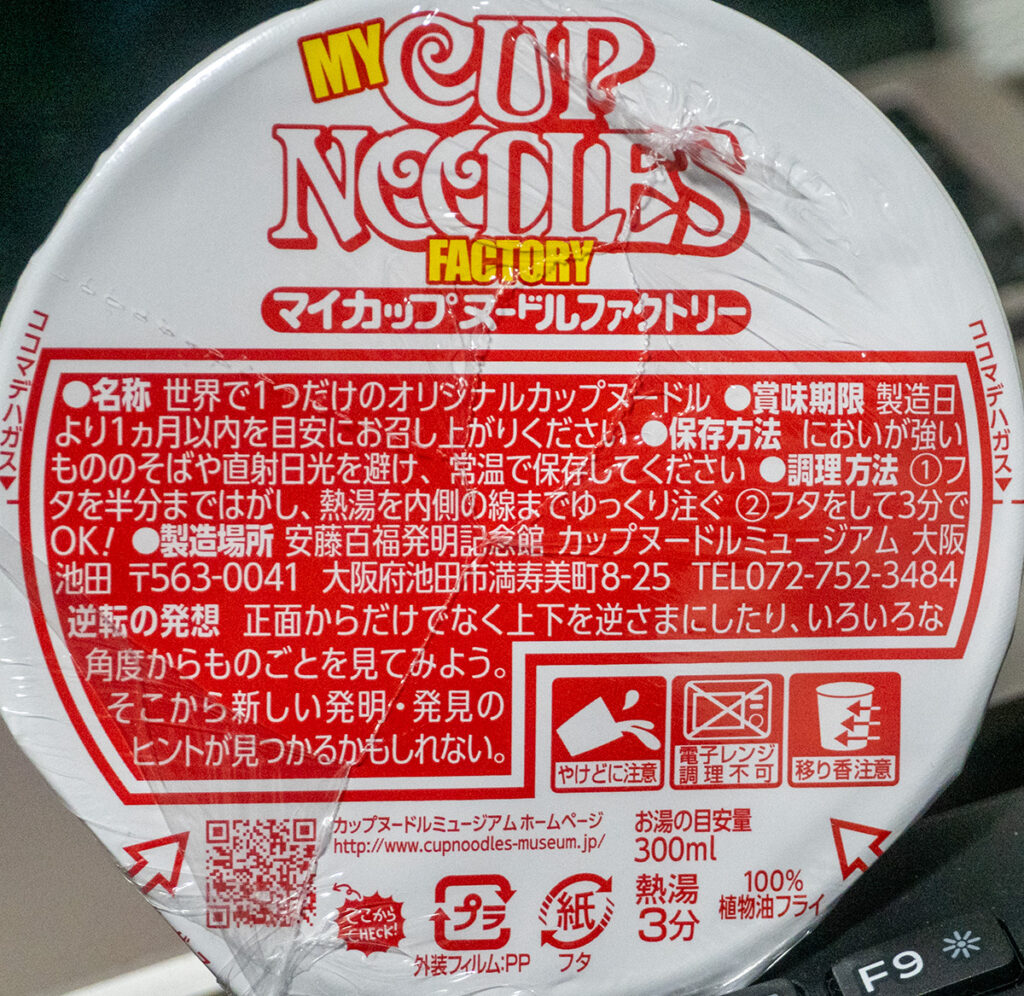 MY CUP
NOODLES
FACTORY
マイカップヌードルファクトリー
ココマデハガス
ココマデハガス
●名称 世界で1つだけのオリジナルカップヌードル ●賞味期限 製造日
より1ヵ月以内を目安にお召し上がりください ●保存方法 においが強い
もののそばや直射日光を避け、常温で保存してください ●調理方法 ①フ
タを半分まではがし、熱湯を内側の線までゆっくり注ぐ ②フタをして3分で
OK! ●製造場所 安藤百福発明記念館 カップヌードルミュージアム 大阪
池田 〒563-0041 大阪府池田市満寿美町8-25 TEL072-752-3484
逆転の発想 正面からだけでなく上下を逆さまにしたり、いろいろな
角度からものごとを見てみよう。
そこから新しい発明・発見の
ヒントが見つかるかもしれない。
やけどに注意
電子レンジ
調理不可
移り香注意
カップヌードルミュージアム ホームページ
http://www.cupnoodles-museum.jp/
お湯の目安量
300ml
ここから
CHECK!
プラ
外装フィルム:PP
紙
フタ
熱湯
3分
100%
植物油フライ
F9